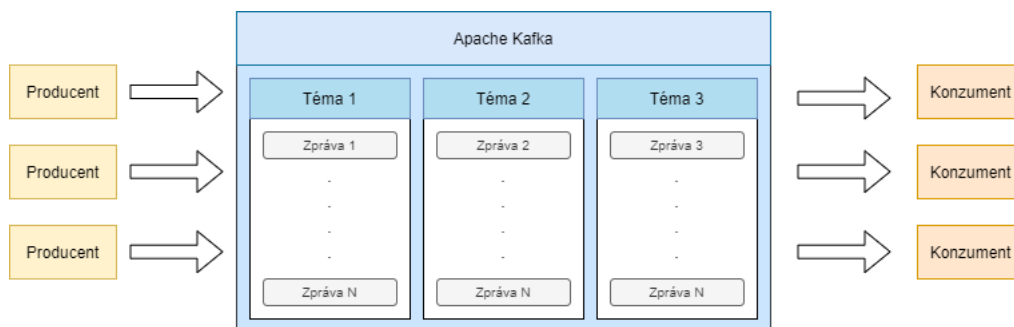 Apache Kafka
Producent
Téma 1
Téma 2
Téma 3
Konzument
Zpráva 1
Zpráva 2
Zpráva 3
Producent
Konzument
Producent
Konzument
Zpráva N
Zpráva N
Zpráva N